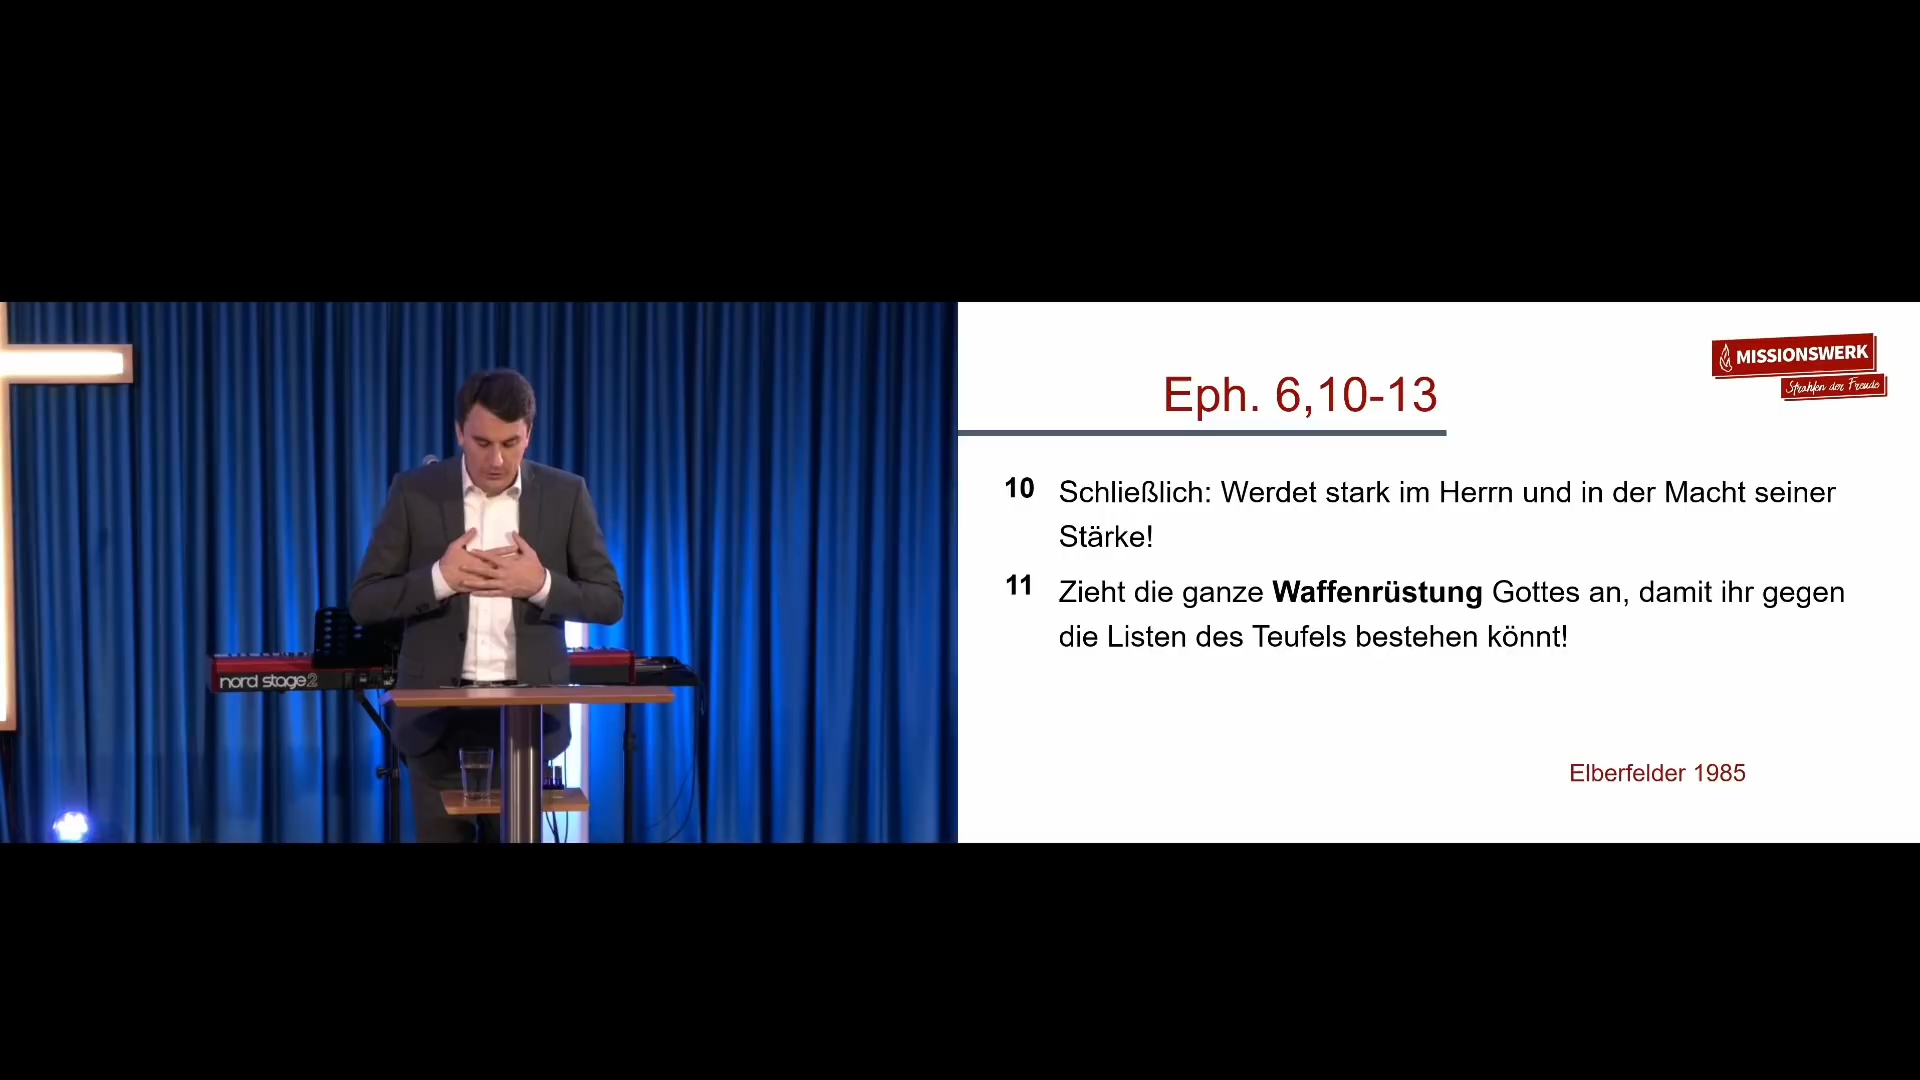 nord stage2
Eph. 6,10-13
MISSIONSWERK
Strahlen der Freude
10 Schließlich: Werdet stark im Herrn und in der Macht seiner
Stärke!
11 Zieht die ganze Waffenrüstung Gottes an, damit ihr gegen
die Listen des Teufels bestehen könnt!
Elberfelder 1985